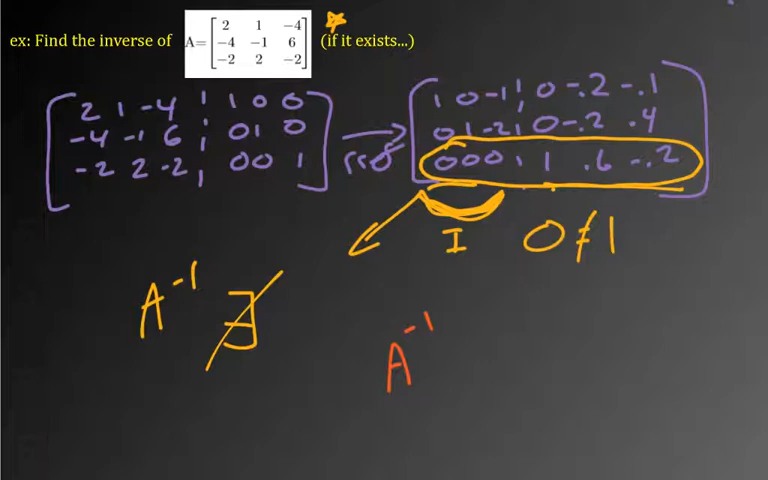 ex: Find the inverse of A= [ 2 1 -4 (if it exists...)
-4 -1 6
-2 2 -2 ]
[ 2 1 -4 ¦ 1 0 0
-4 -1 6 ¦ 0 1 0
-2 2 -2 ¦ 0 0 1 ]
→
rref
[ 1 0 -1 ¦ 0 -.2 -.1
0 1 -2 ¦ 0 -.2 .4
0 0 0 ¦ 1 .6 -.2 ]
I 0 ≠ 1
A⁻¹ ∄
A⁻¹